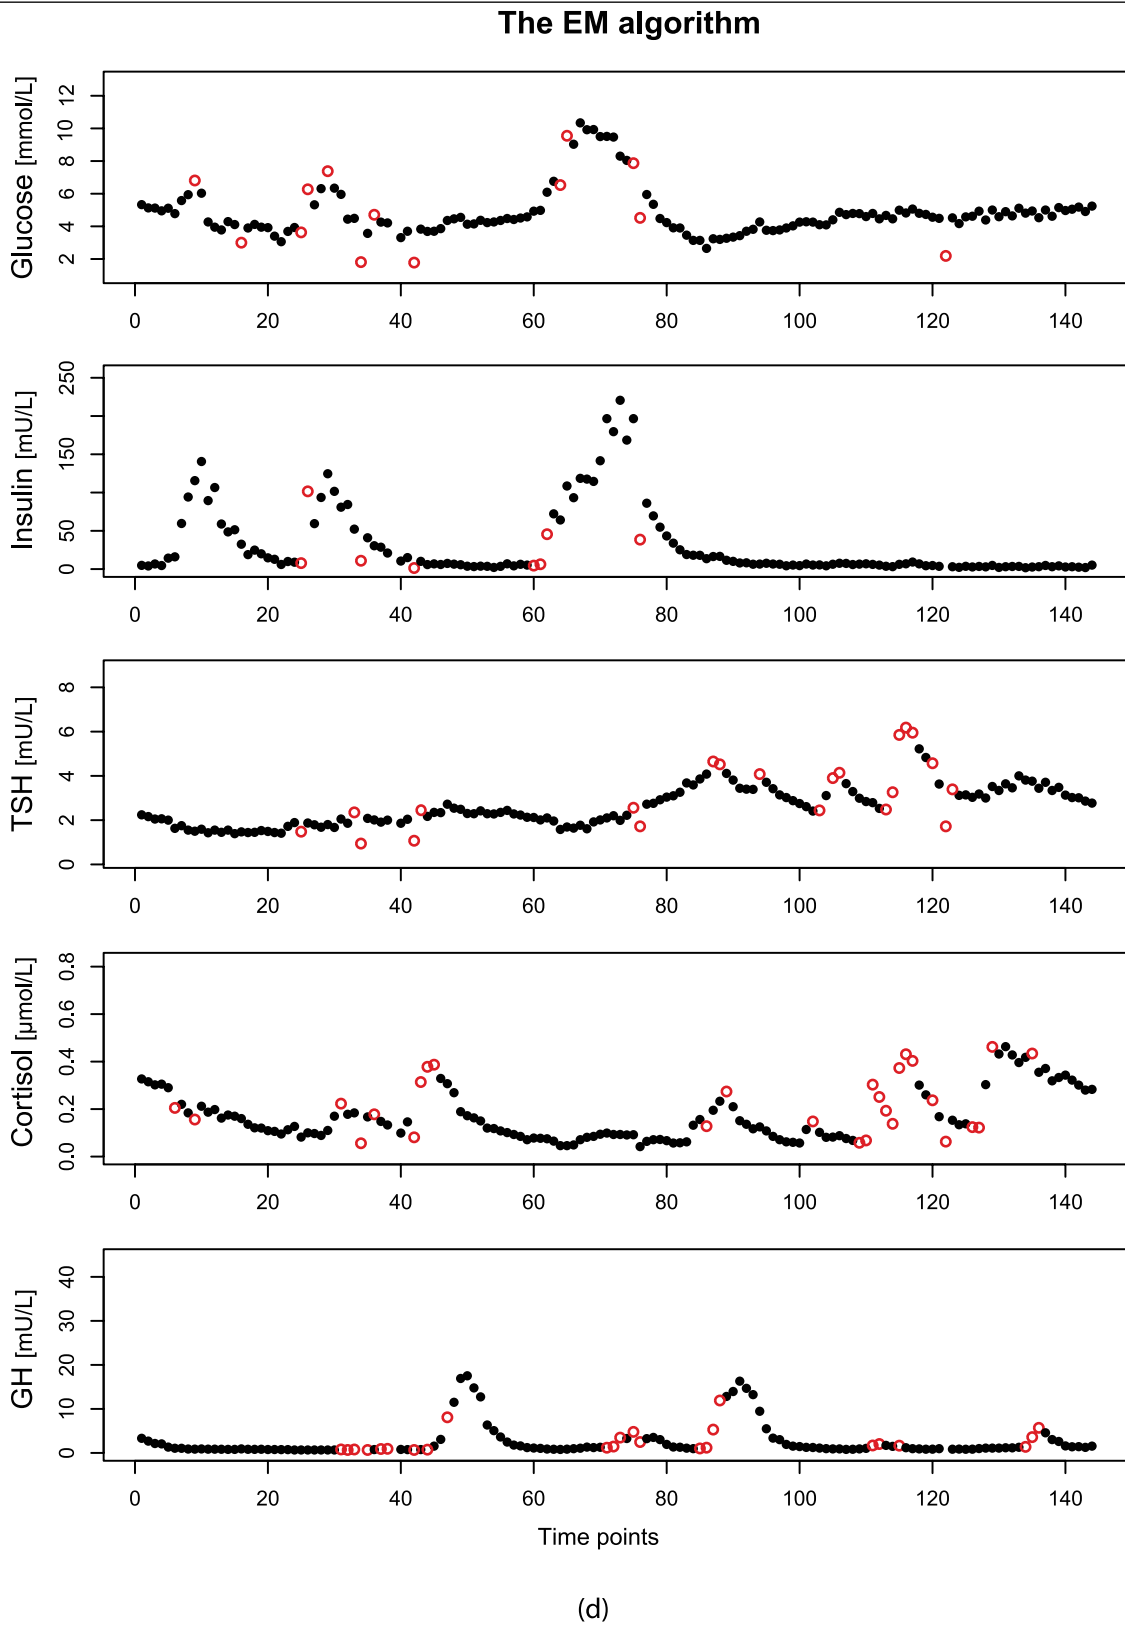 The EM algorithm
Glucose [mmol/L]
12
10
8
6
4
2
0 20 40 60 80 100 120 140
Insulin [mU/L]
250
150
50
0
0 20 40 60 80 100 120 140
TSH [mU/L]
8
6
4
2
0
0 20 40 60 80 100 120 140
Cortisol [µmol/L]
0.8
0.6
0.4
0.2
0.0
0 20 40 60 80 100 120 140
GH [mU/L]
40
30
20
10
0
0 20 40 60 80 100 120 140
Time points
(d)